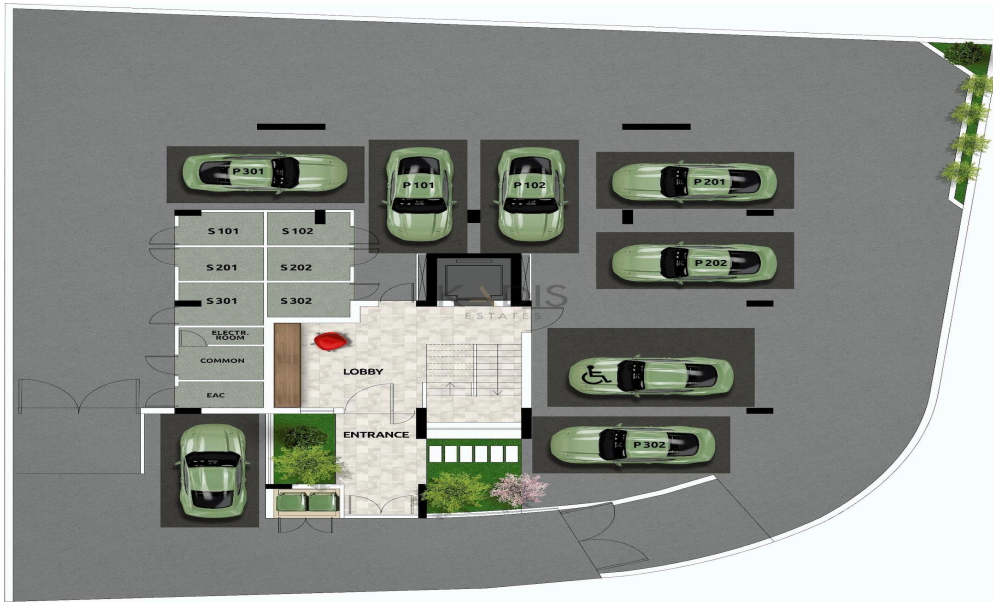 P 301
P 101
P 102
P 201
S 101
S 102
P 202
S 201
S 202
S 301
S 302
ESTATES
ELECTR.
ROOM
COMMON
LOBBY
EAC
ENTRANCE
P 302